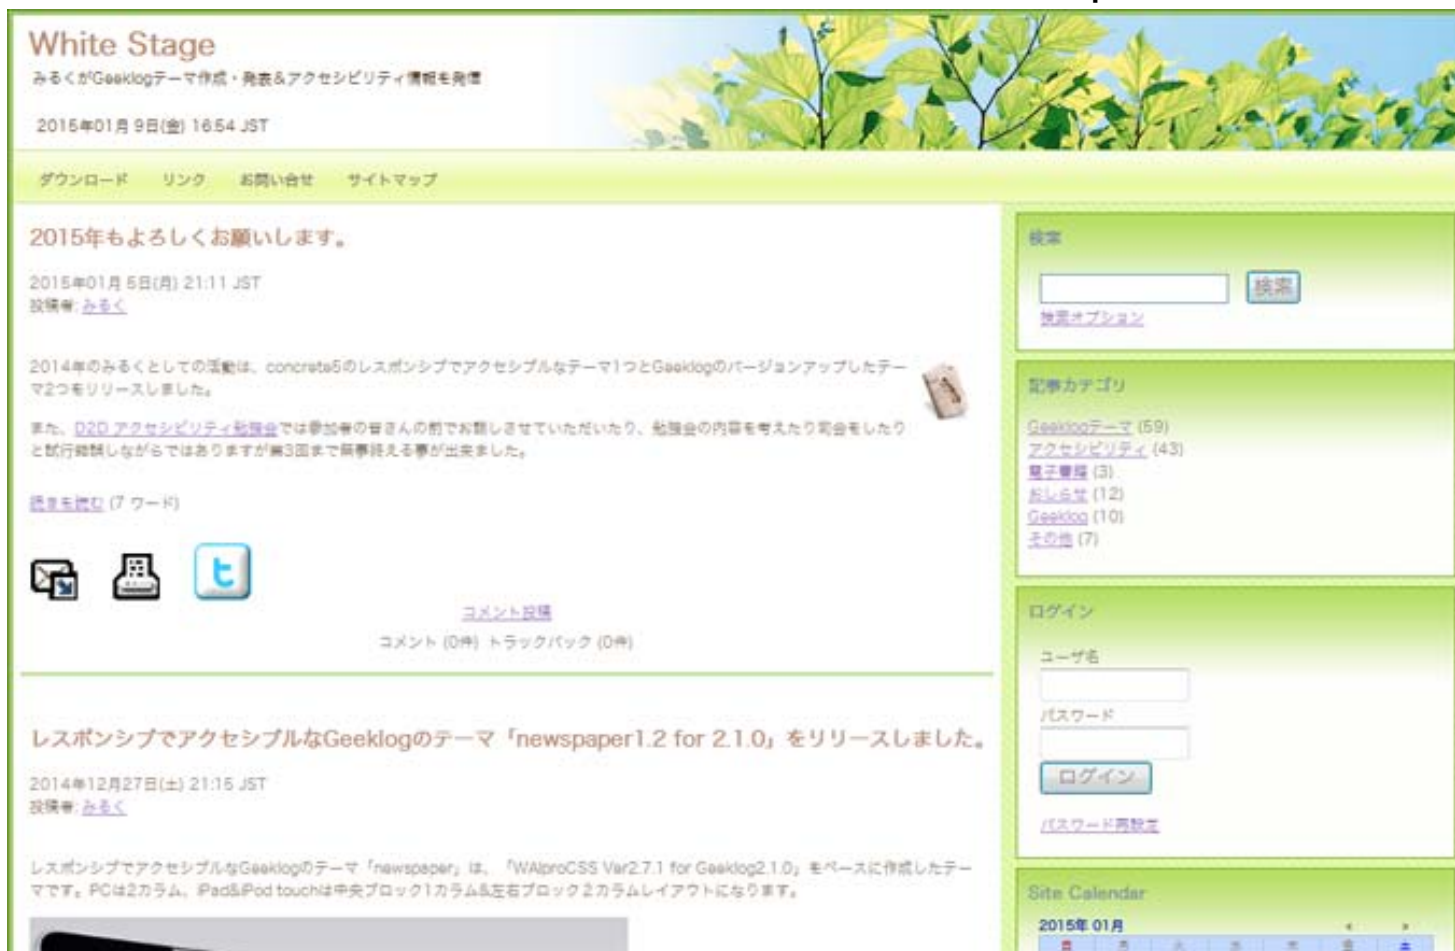 White Stage
みるくがGeeklogテーマ作成・発表＆アクセシビリティ情報を発信
2015年01月 9日(金) 16:54 JST
ダウンロード リンク お問い合せ サイトマップ
2015年もよろしくお願いします。
2015年01月 5日(月) 21:11 JST
投稿者: みるく
2014年のみるくとしての活動は、concrete5のレスポンシブでアクセシブルなテーマ1つとGeeklogのバージョンアップしたテー
マ2つをリリースしました。
また、D2D アクセシビリティ勉強会では参加者の皆さんの前でお話しさせていただいたり、勉強会の内容を考えたり司会をしたり
と試行錯誤しながらではありますが第3回まで無事終える事が出来ました。
続きを読む (7 ワード)
コメント投稿
コメント (0件) トラックバック (0件)
レスポンシブでアクセシブルなGeeklogのテーマ「newspaper1.2 for 2.1.0」をリリースしました。
2014年12月27日(土) 21:15 JST
投稿者: みるく
レスポンシブでアクセシブルなGeeklogのテーマ「newspaper」は、「WAIproCSS Ver2.7.1 for Geeklog2.1.0」をベースに作成したテー
マです。PCは2カラム、iPad&iPod touchは中央ブロック1カラム&左右ブロック2カラムレイアウトになります。
検索
検索
検索オプション
記事カテゴリ
Geeklogテーマ (59)
アクセシビリティ (43)
電子書籍 (3)
おしらせ (12)
Geeklog (10)
その他 (7)
ログイン
ユーザ名
パスワード
ログイン
パスワード再設定
Site Calendar
2015年 01月